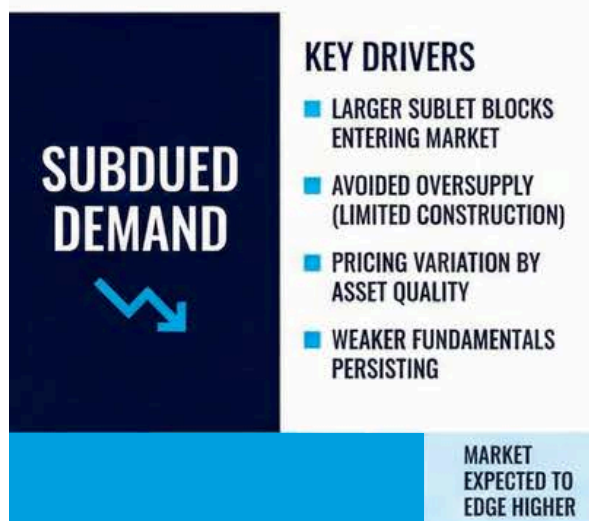 SUBDUED
DEMAND
KEY DRIVERS
LARGER SUBLET BLOCKS
ENTERING MARKET
AVOIDED OVERSUPPLY
(LIMITED CONSTRUCTION)
PRICING VARIATION BY
ASSET QUALITY
WEAKER FUNDAMENTALS
PERSISTING
MARKET
EXPECTED TO
EDGE HIGHER